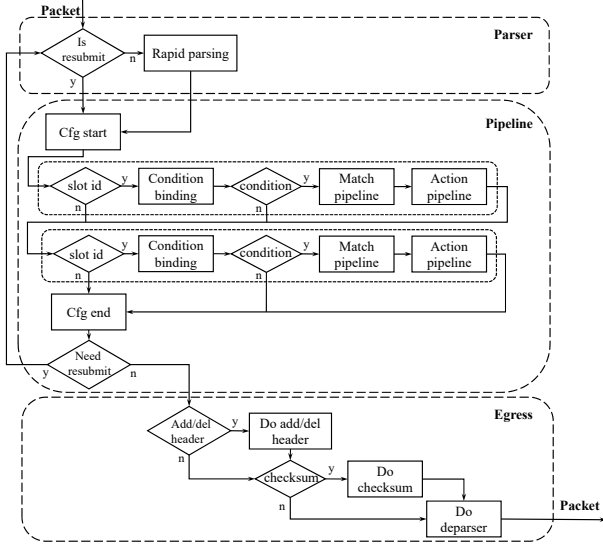 Packet
Is
resubmit
n
Rapid parsing
Parser
y
Cfg start
Pipeline
slot id
y
Condition
binding
condition
y
Match
pipeline
Action
pipeline
n
n
slot id
y
Condition
binding
condition
y
Match
pipeline
Action
pipeline
n
n
Cfg end
Need
resubmit
y
n
Egress
Add/del
header
y
Do add/del
header
n
checksum
y
Do
checksum
n
Do
deparser
Packet